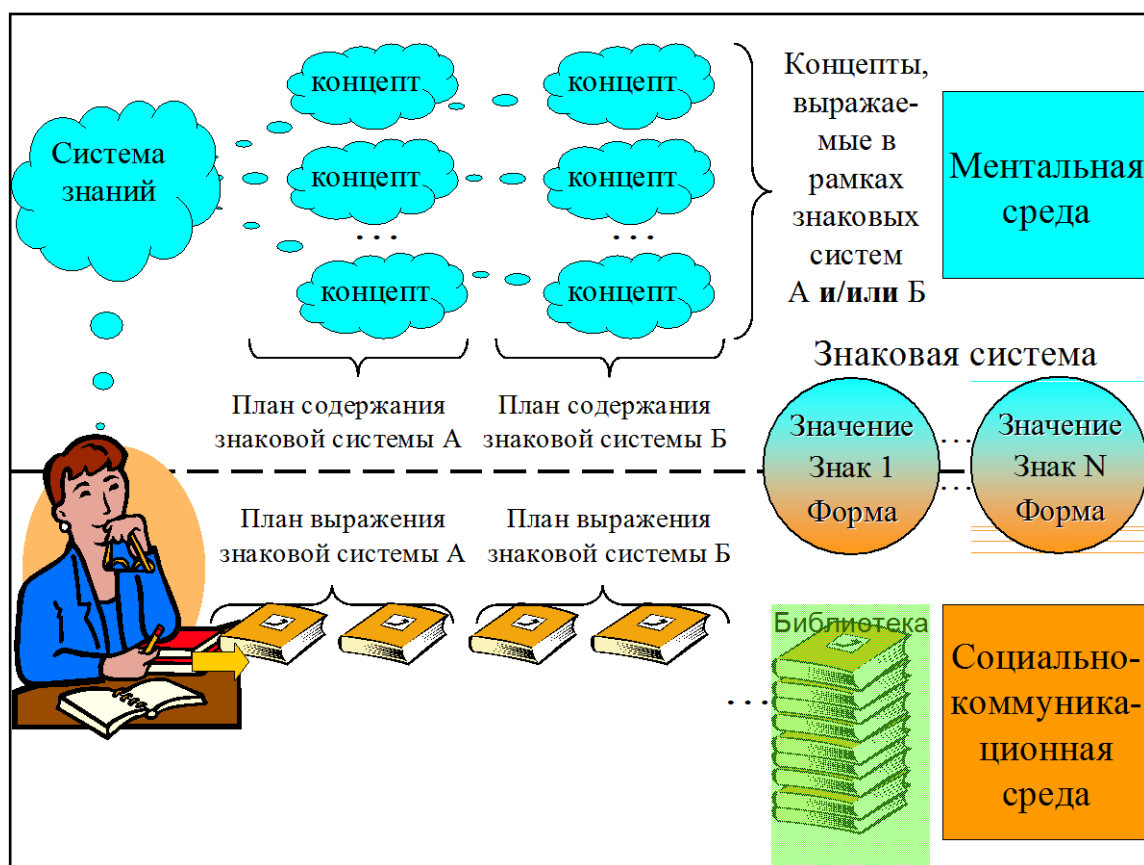 Система
знаний
концепт
концепт
концепт
концепт
...
...
концепт
концепт
Концепты,
выражае-
мые в
рамках
знаковых
систем
А и/или Б
Ментальная
среда
План содержания
знаковой системы А
План содержания
знаковой системы Б
Знаковая система
Значение
Знак 1
Форма
...
...
Значение
Знак N
Форма
План выражения
знаковой системы А
План выражения
знаковой системы Б
...
Библиотека
Социально-
коммуника-
ционная
среда